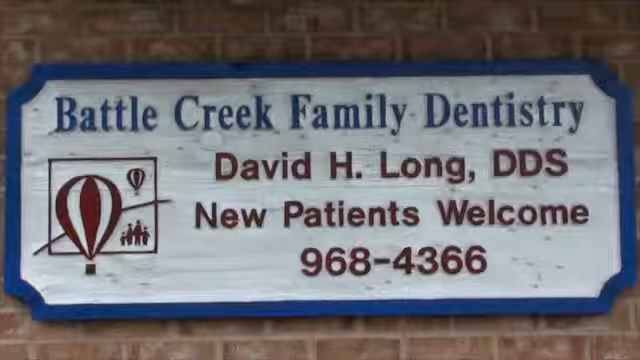 Battle Creek Family Dentistry
David H. Long, DDS
New Patients Welcome
968-4366